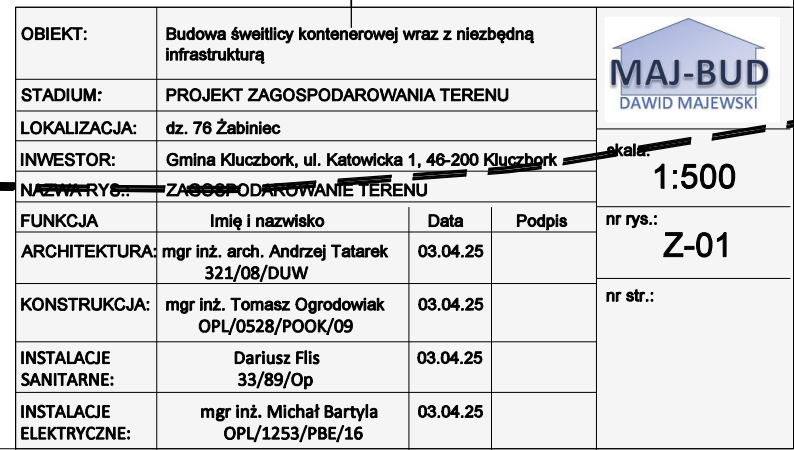 OBIEKT: Budowa śweitlicy kontenerowej wraz z niezbędną
infrastrukturą
MAJ-BUD
DAWID MAJEWSKI
STADIUM: PROJEKT ZAGOSPODAROWANIA TERENU
LOKALIZACJA: dz. 76 Żabiniec
INWESTOR: Gmina Kluczbork, ul. Katowicka 1, 46-200 Kluczbork
skala:
1:500
NAZWA RYS.: ZAGOSPODAROWANIE TERENU
FUNKCJA Imię i nazwisko Data Podpis
nr rys.:
Z-01
ARCHITEKTURA: mgr inż. arch. Andrzej Tatarek 03.04.25
321/08/DUW
KONSTRUKCJA: mgr inż. Tomasz Ogrodowiak 03.04.25
OPL/0528/POOK/09
nr str.:
INSTALACJE Dariusz Flis 03.04.25
SANITARNE: 33/89/Op
INSTALACJE mgr inż. Michał Bartyla 03.04.25
ELEKTRYCZNE: OPL/1253/PBE/16